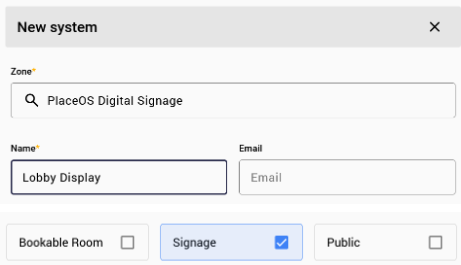 New system
Zone*
PlaceOS Digital Signage
Name* Email
Lobby Display Email
Bookable Room Signage Public